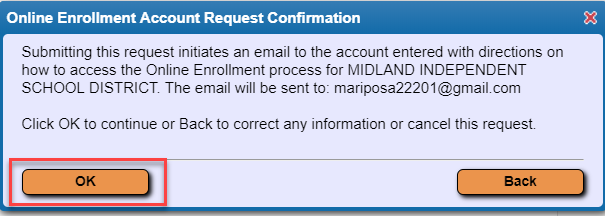 Online Enrollment Account Request Confirmation
Submitting this request initiates an email to the account entered with directions on
how to access the Online Enrollment process for MIDLAND INDEPENDENT
SCHOOL DISTRICT. The email will be sent to: mariposa22201@gmail.com
Click OK to continue or Back to correct any information or cancel this request.
OK
Back